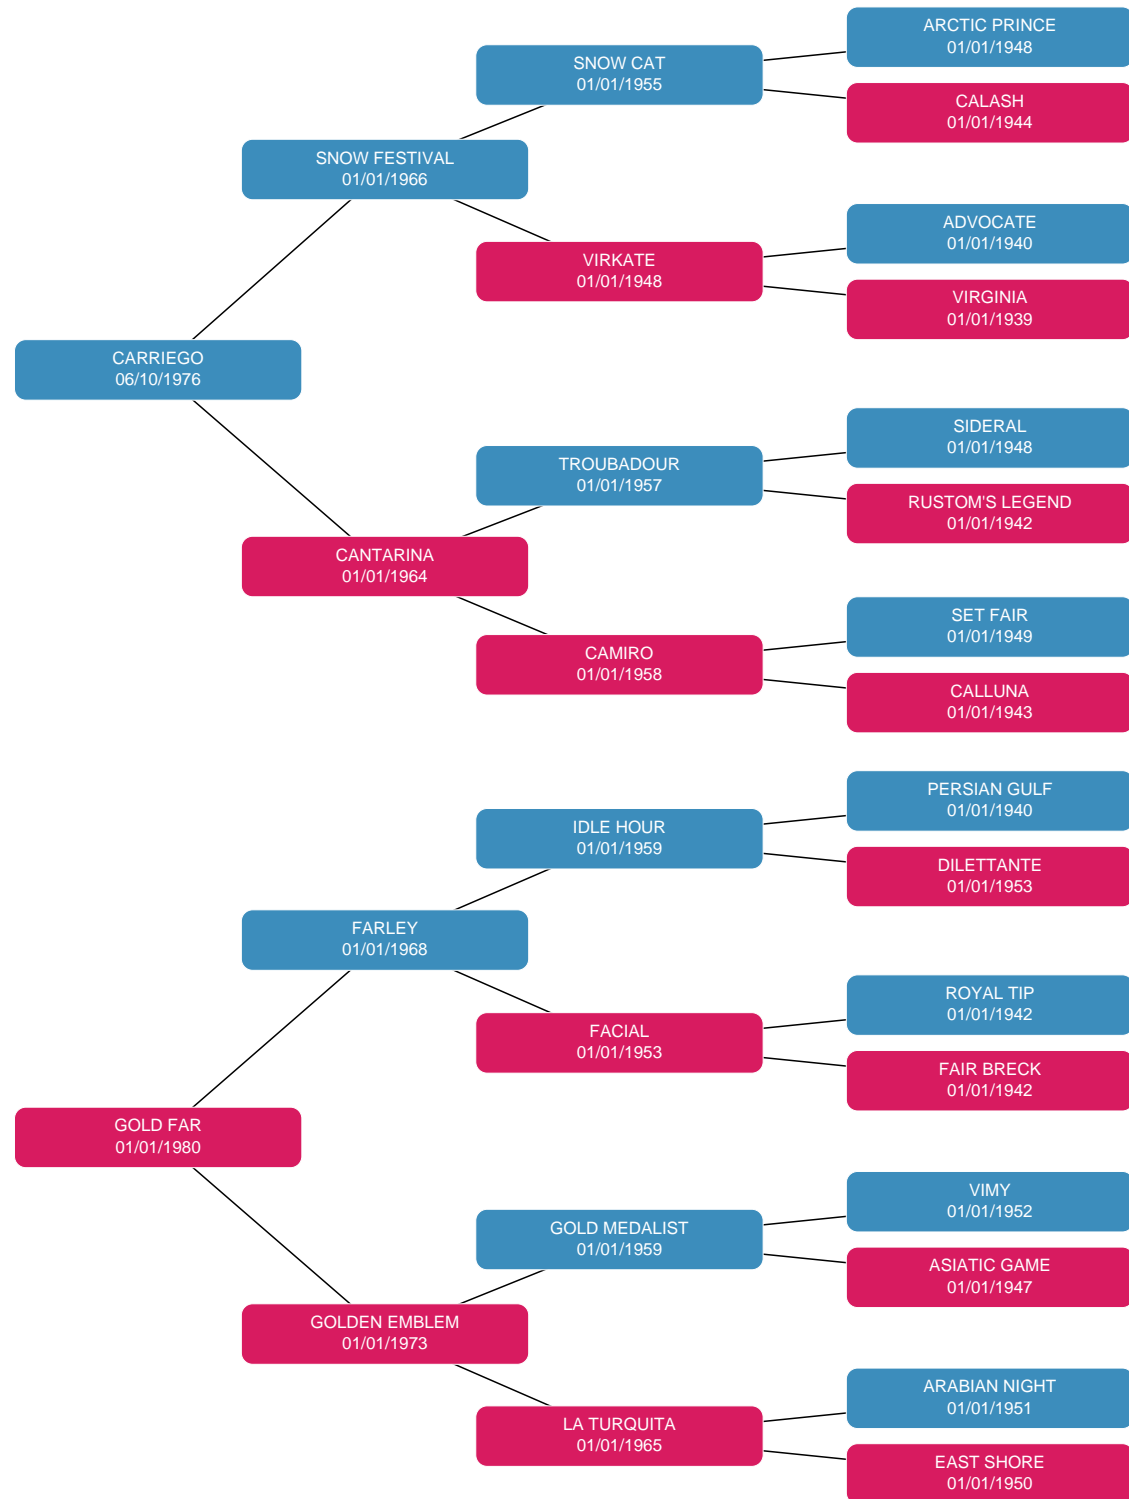 ARCTIC PRINCE
01/01/1948
SNOW CAT
01/01/1955
CALASH
01/01/1944
SNOW FESTIVAL
01/01/1966
ADVOCATE
01/01/1940
VIRKATE
01/01/1948
VIRGINIA
01/01/1939
CARRIEGO
06/10/1976
SIDERAL
01/01/1948
TROUBADOUR
01/01/1957
RUSTOM'S LEGEND
01/01/1942
CANTARINA
01/01/1964
SET FAIR
01/01/1949
CAMIRO
01/01/1958
CALLUNA
01/01/1943
PERSIAN GULF
01/01/1940
IDLE HOUR
01/01/1959
DILETTANTE
01/01/1953
FARLEY
01/01/1968
ROYAL TIP
01/01/1942
FACIAL
01/01/1953
FAIR BRECK
01/01/1942
GOLD FAR
01/01/1980
VIMY
01/01/1952
GOLD MEDALIST
01/01/1959
ASIATIC GAME
01/01/1947
GOLDEN EMBLEM
01/01/1973
ARABIAN NIGHT
01/01/1951
LA TURQUITA
01/01/1965
EAST SHORE
01/01/1950